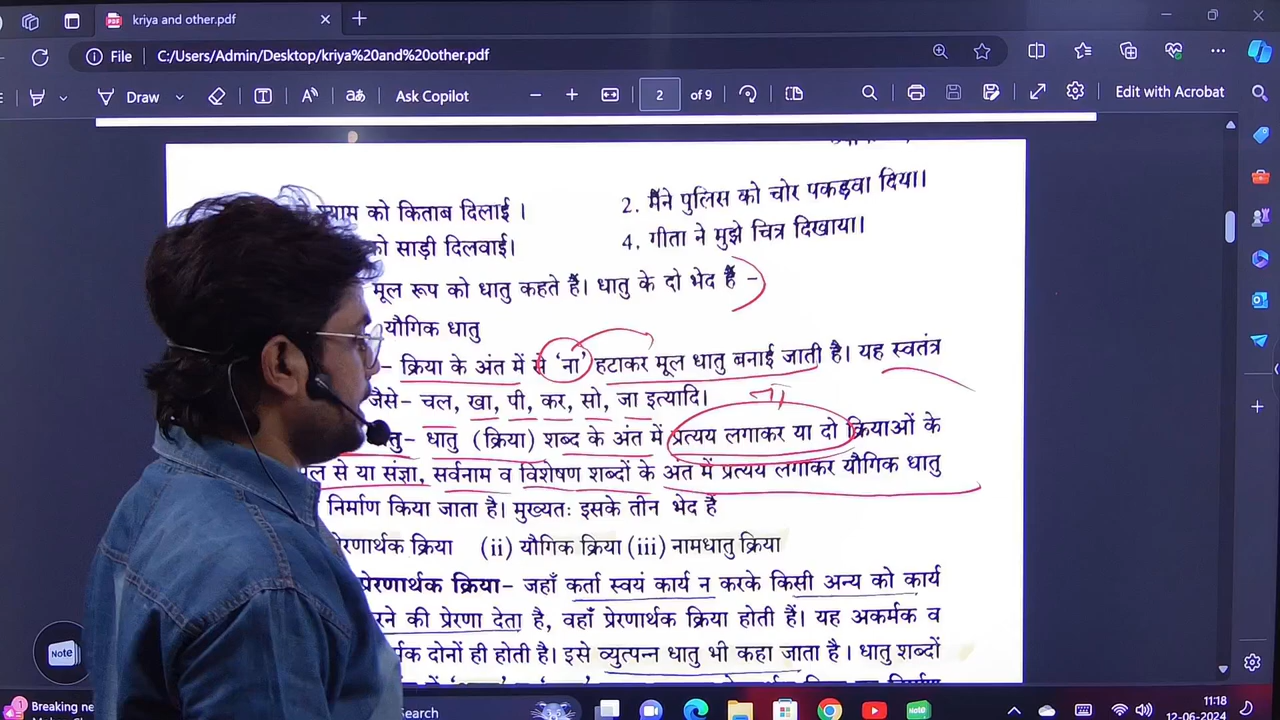 kriya and other.pdf
File C:/Users/Admin/Desktop/kriya%20and%20other.pdf
Draw Ask Copilot 2 of 9 Edit with Acrobat
को किताब दिलाई । 2. मैंने पुलिस को चोर पकड़वा दिया।
को साड़ी दिलवाई। 4. गीता ने मुझे चित्र दिखाया।
मूल रूप को धातु कहते हैं। धातु के दो भेद हैं -
यौगिक धातु
- क्रिया के अंत में से 'ना' हटाकर मूल धातु बनाई जाती है। यह स्वतंत्र
जैसे- चल, खा, पी, कर, सो, जा इत्यादि।
ना
धातु (क्रिया) शब्द के अंत में प्रत्यय लगाकर या दो क्रियाओं के
से या संज्ञा, सर्वनाम व विशेषण शब्दों के अंत में प्रत्यय लगाकर यौगिक धातु
निर्माण किया जाता है। मुख्यतः इसके तीन भेद हैं
(ii) यौगिक क्रिया (iii) नामधातु क्रिया
प्रेरणार्थक क्रिया- जहाँ कर्ता स्वयं कार्य न करके किसी अन्य को कार्य
की प्रेरणा देता है, वहाँ प्रेरणार्थक क्रिया होती हैं। यह अकर्मक व
दोनों ही होती है। इसे व्युत्पन्न धातु भी कहा जाता है। धातु शब्दों
Note
Breaking
Search
Note
11:18
12-06-2024